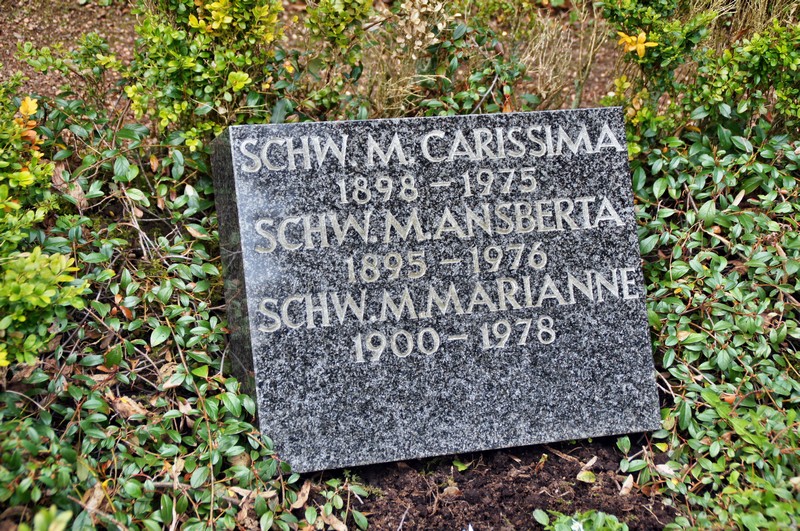 SCHW. M. CARISSIMA
1898 - 1975
SCHW. M. ANSBERTA
1895 - 1976
SCHW. M. MARIANNE
1900 - 1978